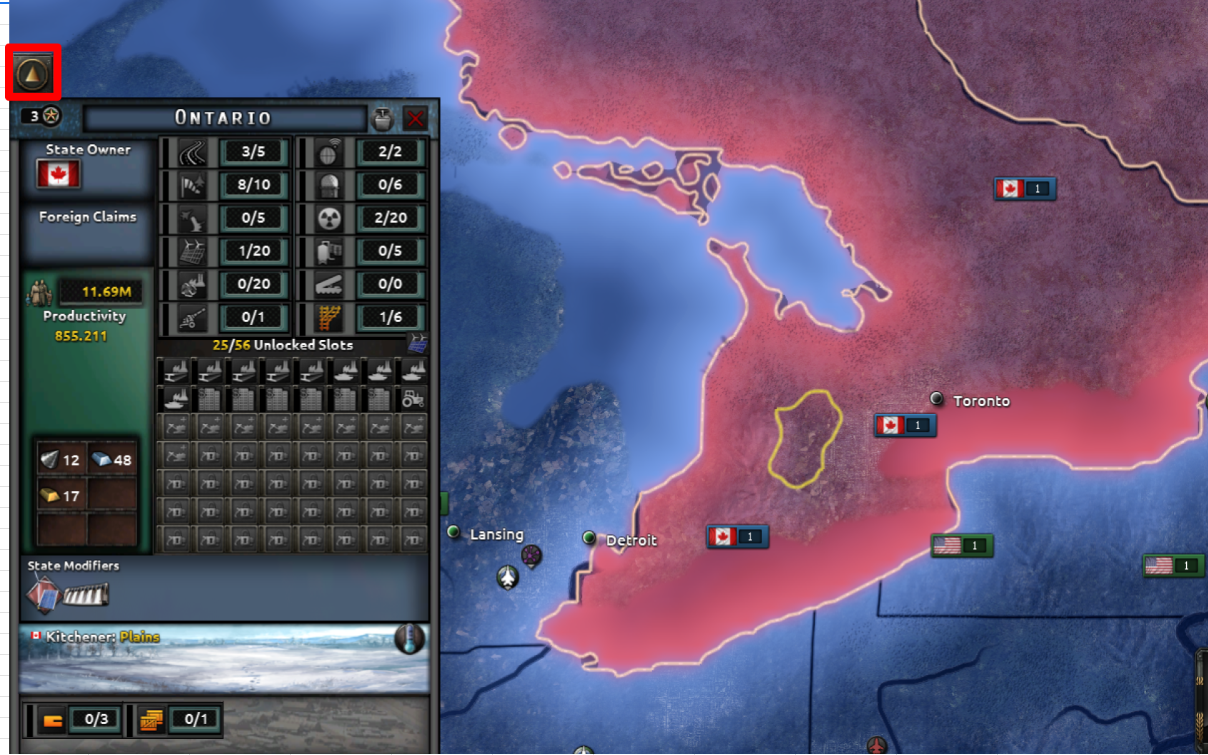 3
ONTARIO
State Owner
3/5
2/2
8/10
0/6
Foreign Claims
0/5
2/20
1/20
0/5
0/20
0/0
0/1
1/6
11.69M
Productivity
855.211
25/56 Unlocked Slots
12
48
17
State Modifiers
Kitchener: Plains
0/3
0/1
1
Toronto
1
Lansing
Detroit
1
1
1